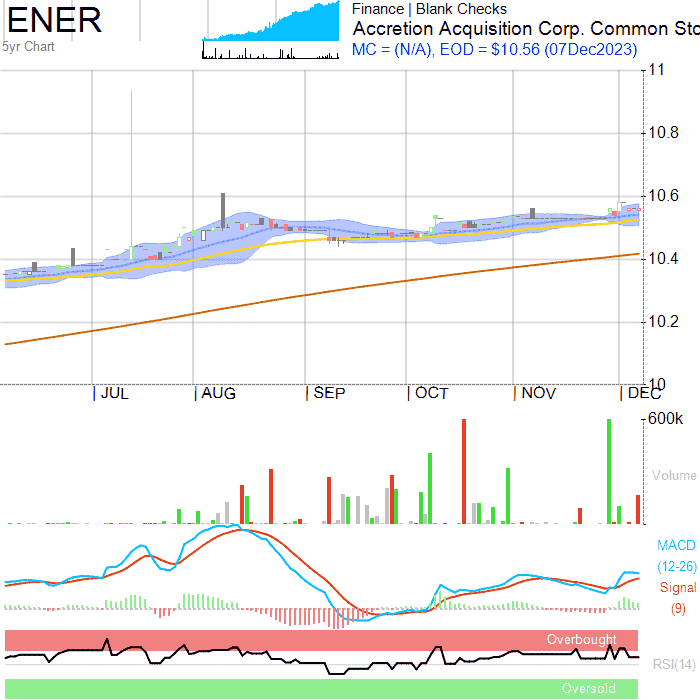 ENER
5yr Chart
Finance | Blank Checks
Accretion Acquisition Corp. Common Sto
MC = (N/A), EOD = $10.56 (07Dec2023)
11
10.8
10.6
10.4
10.2
10
JUL
AUG
SEP
OCT
NOV
DEC
600k
Volume
MACD
(12-26)
Signal
(9)
Overbought
RSI(14)
Oversold